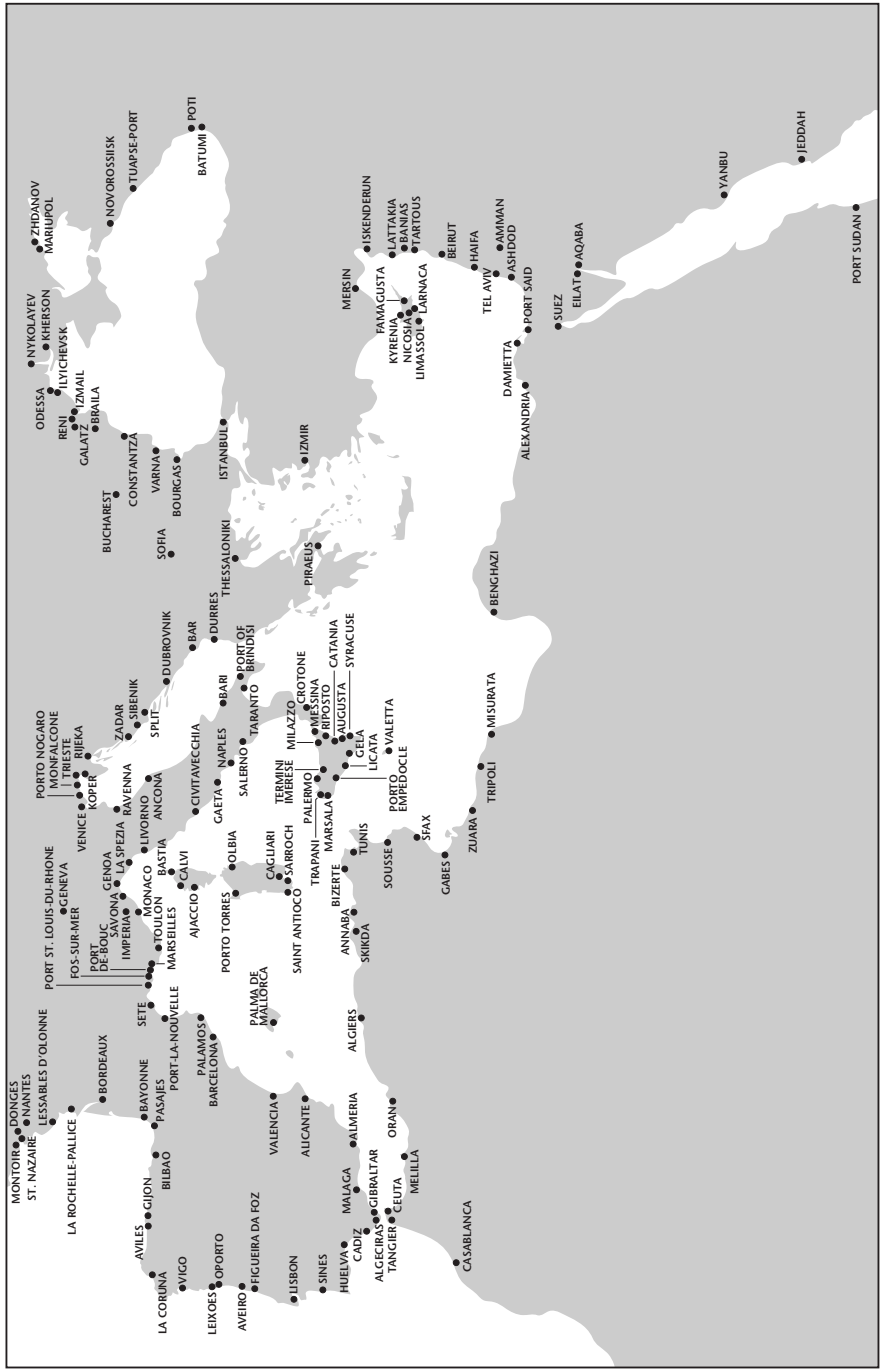 MONTOIR
DONGES
ST. NAZAIRE
NANTES
LESSABLES D'OLONNE
LA ROCHELLE-PALLICE
BORDEAUX
BAYONNE
PASAJES
BILBAO
GIJON
AVILES
LA CORUNA
VIGO
LEIXOES
OPORTO
AVEIRO
FIGUEIRA DA FOZ
LISBON
SINES
HUELVA
CADIZ
ALGECIRAS
GIBRALTAR
TANGIER
CEUTA
MELILLA
CASABLANCA
MALAGA
ALMERIA
ORAN
ALICANTE
VALENCIA
BARCELONA
PALAMOS
PALMA DE
MALLORCA
PORT-LA-NOUVELLE
SETE
PORT ST. LOUIS-DU-RHONE
FOS-SUR-MER
PORT
DE-BOUC
MARSEILLES
TOULON
GENEVA
MONACO
IMPERIA
SAVONA
GENOA
LA SPEZIA
LIVORNO
BASTIA
CALVI
AJACCIO
PORTO TORRES
OLBIA
CAGLIARI
SARROCH
SAINT ANTIOCO
ALGIERS
SKIKDA
ANNABA
BIZERTE
TUNIS
SOUSSE
SFAX
GABES
ZUARA
TRIPOLI
MISURATA
BENGHAZI
CIVITAVECCHIA
GAETA
NAPLES
SALERNO
TARANTO
CROTONE
MILAZZO
MESSINA
RIPOSTO
CATANIA
AUGUSTA
SYRACUSE
TERMINI
IMERESE
PALERMO
TRAPANI
MARSALA
GELA
LICATA
PORTO
EMPEDOCLE
VALETTA
PORTO NOGARO
MONFALCONE
TRIESTE
RIJEKA
VENICE
KOPER
RAVENNA
ANCONA
ZADAR
SIBENIK
SPLIT
DUBROVNIK
BAR
DURRES
BARI
PORT OF
BRINDISI
THESSALONIKI
PIRAEUS
SOFIA
BUCHAREST
BOURGAS
VARNA
CONSTANTZA
BRAILA
GALATZ
RENI
IZMAIL
ILYICHEVSK
ODESSA
NYKOLAYEV
KHERSON
ZHDANOV
MARIUPOL
NOVOROSSIISK
TUAPSE-PORT
POTI
BATUMI
ISTANBUL
IZMIR
MERSIN
ISKENDERUN
LATTAKIA
BANIAS
TARTOUS
FAMAGUSTA
KYRENIA
NICOSIA
LARNACA
LIMASSOL
BEIRUT
HAIFA
TEL AVIV
AMMAN
ASHDOD
PORT SAID
DAMIETTA
ALEXANDRIA
SUEZ
EILAT
AQABA
YANBU
JEDDAH
PORT SUDAN